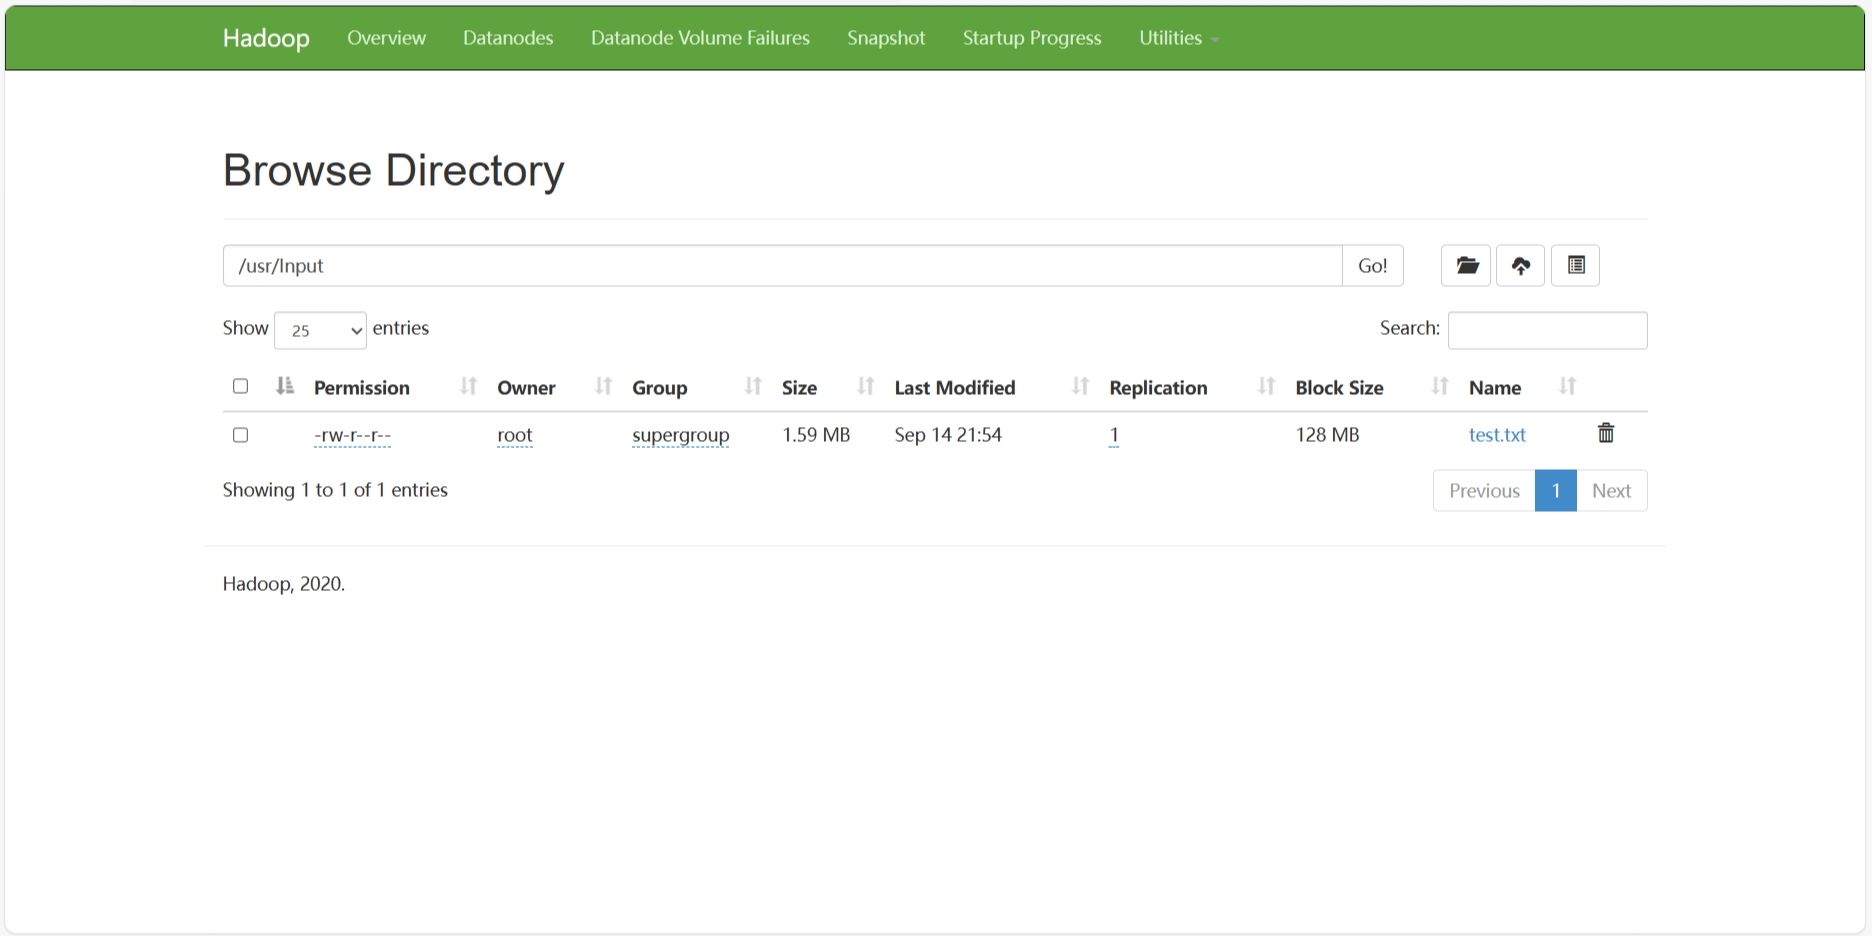 Hadoop Overview Datanodes Datanode Volume Failures Snapshot Startup Progress Utilities
Browse Directory
/usr/Input Go!
Show 25 entries Search:
Permission Owner Group Size Last Modified Replication Block Size Name
-rw-r--r-- root supergroup 1.59 MB Sep 14 21:54 1 128 MB test.txt
Showing 1 to 1 of 1 entries Previous 1 Next
Hadoop, 2020.